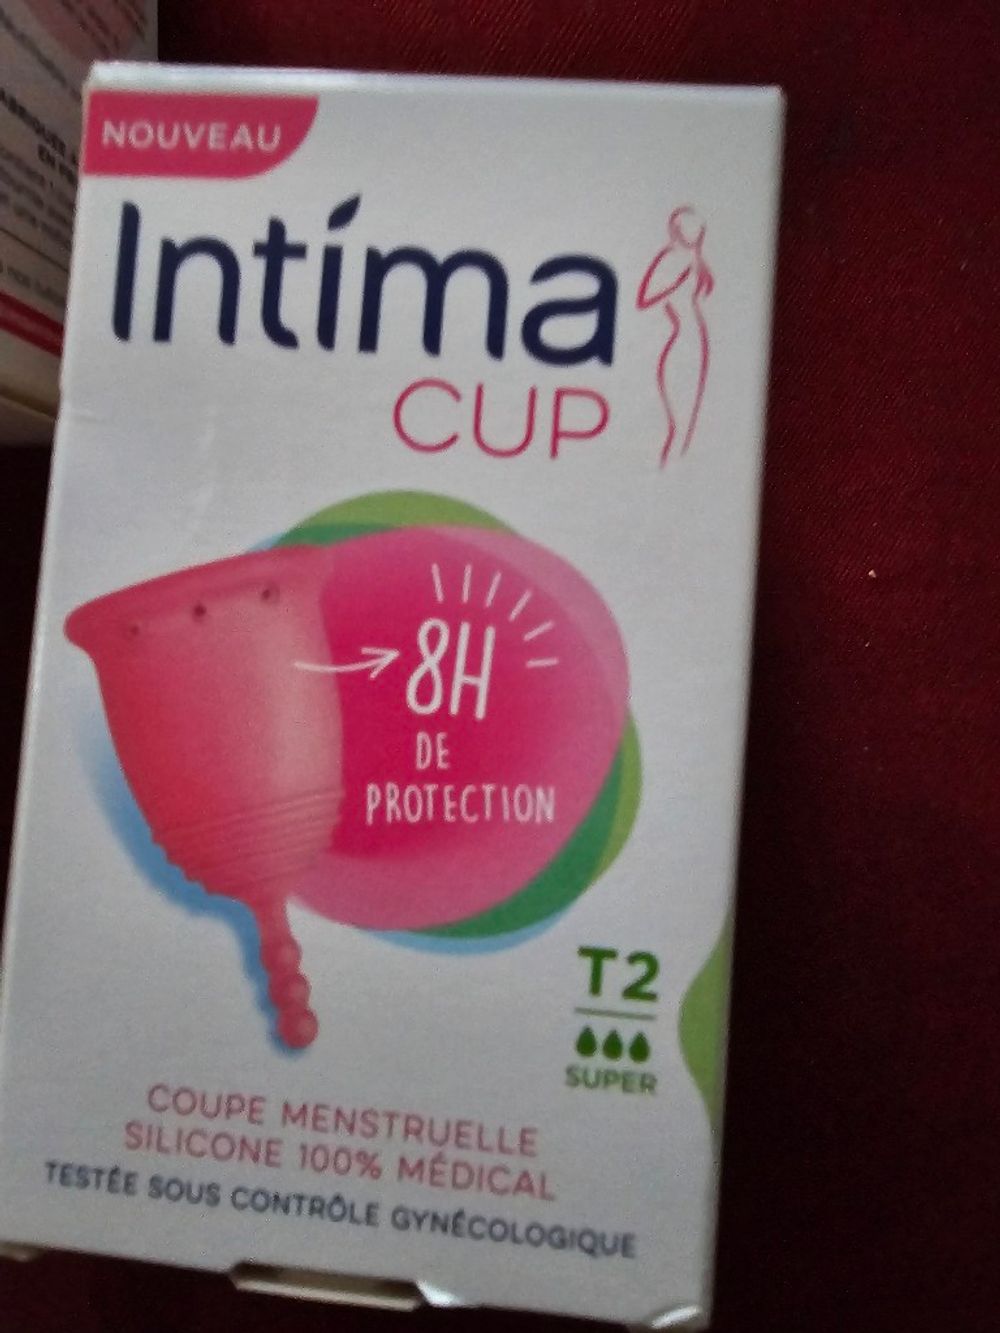 NOUVEAU
Intíma
CUP
8H
DE
PROTECTION
T2
SUPER
COUPE MENSTRUELLE
SILICONE 100% MÉDICAL
TESTÉE SOUS CONTRÔLE GYNÉCOLOGIQUE